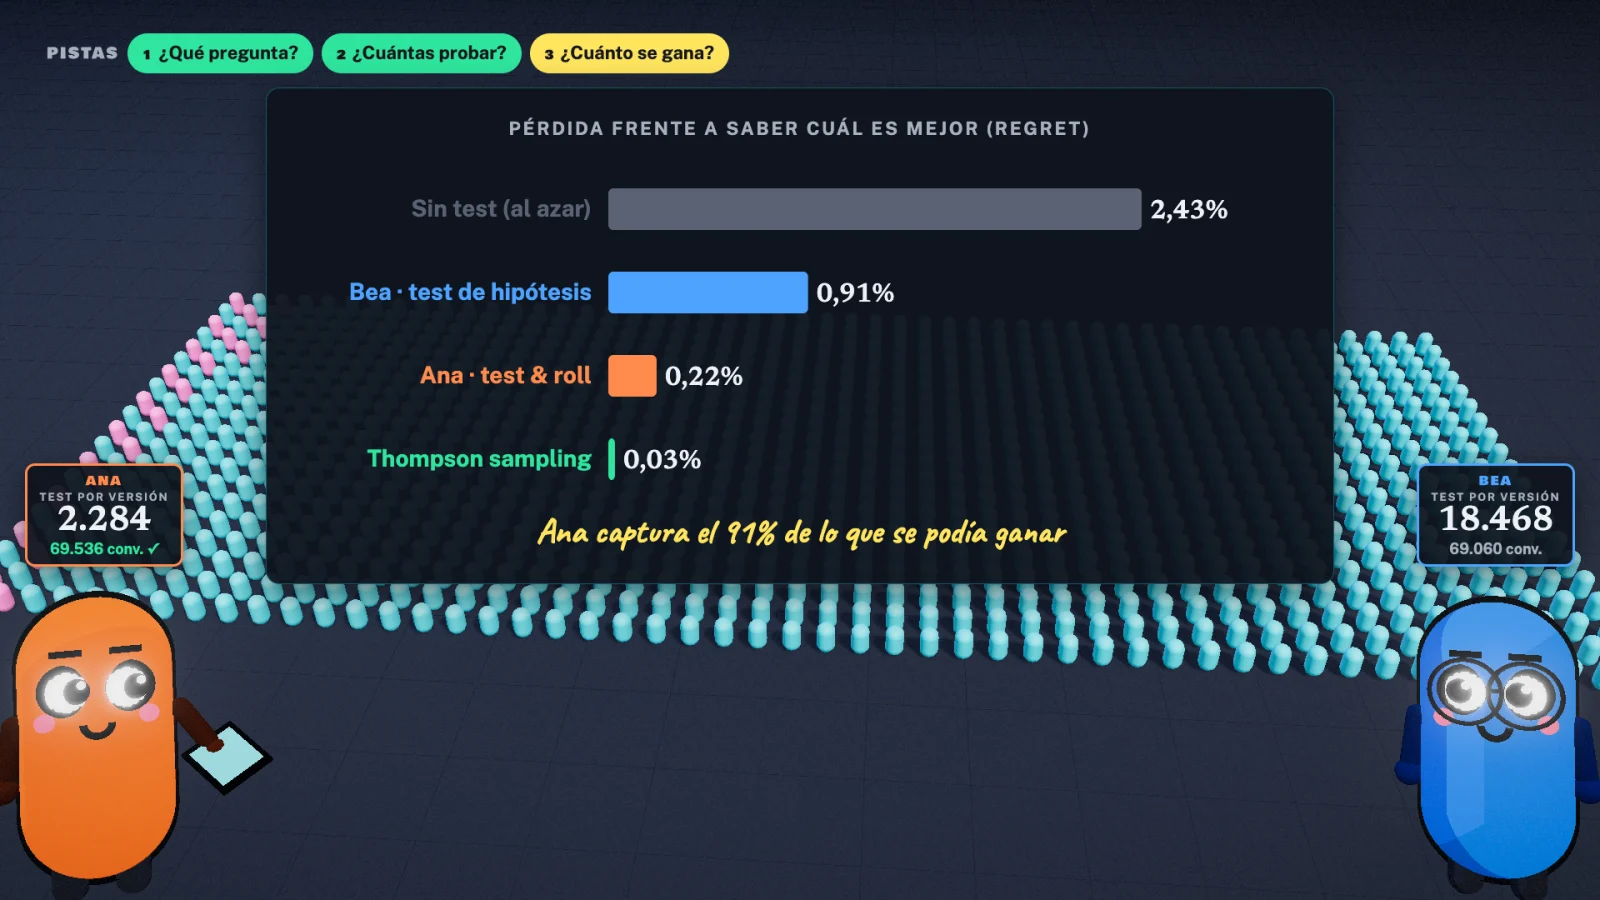 PISTAS 1 ¿Qué pregunta? 2 ¿Cuántas probar? 3 ¿Cuánto se gana?
PÉRDIDA FRENTE A SABER CUÁL ES MEJOR (REGRET)
Sin test (al azar) 2,43%
Bea · test de hipótesis 0,91%
Ana · test & roll 0,22%
Thompson sampling 0,03%
Ana captura el 91% de lo que se podía ganar
ANA
TEST POR VERSIÓN
2.284
69.536 conv. ✓
BEA
TEST POR VERSIÓN
18.468
69.060 conv.